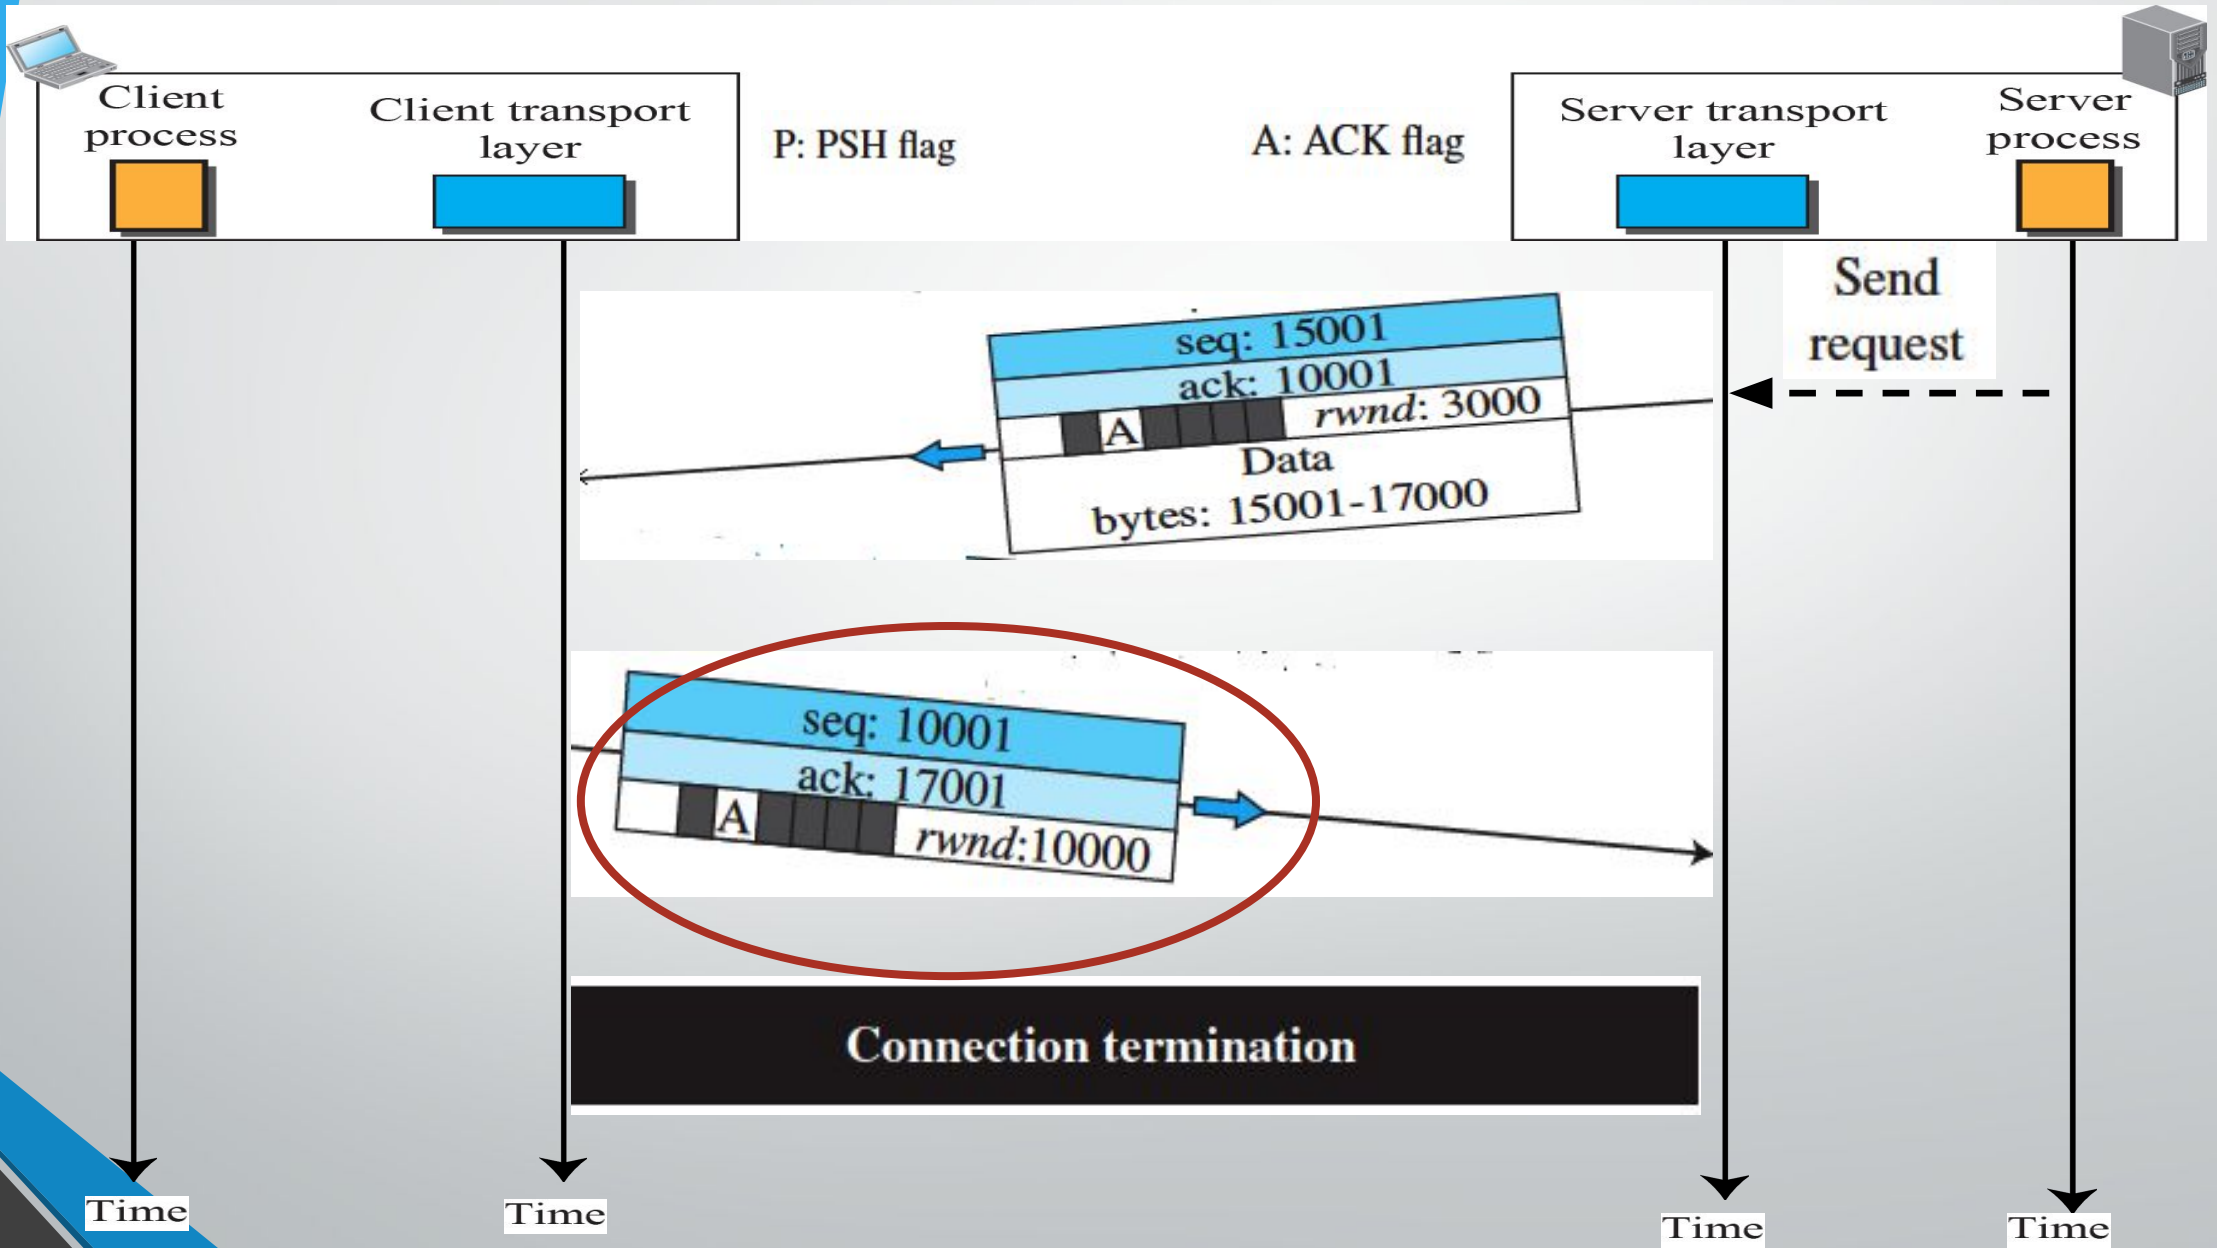 Client
process
Client transport
layer
P: PSH flag
A: ACK flag
Server transport
layer
Server
process
Send
request
seq: 15001
ack: 10001
A
rwnd: 3000
Data
bytes: 15001-17000
seq: 10001
ack: 17001
A
rwnd:10000
Connection termination
Time
Time
Time
Time